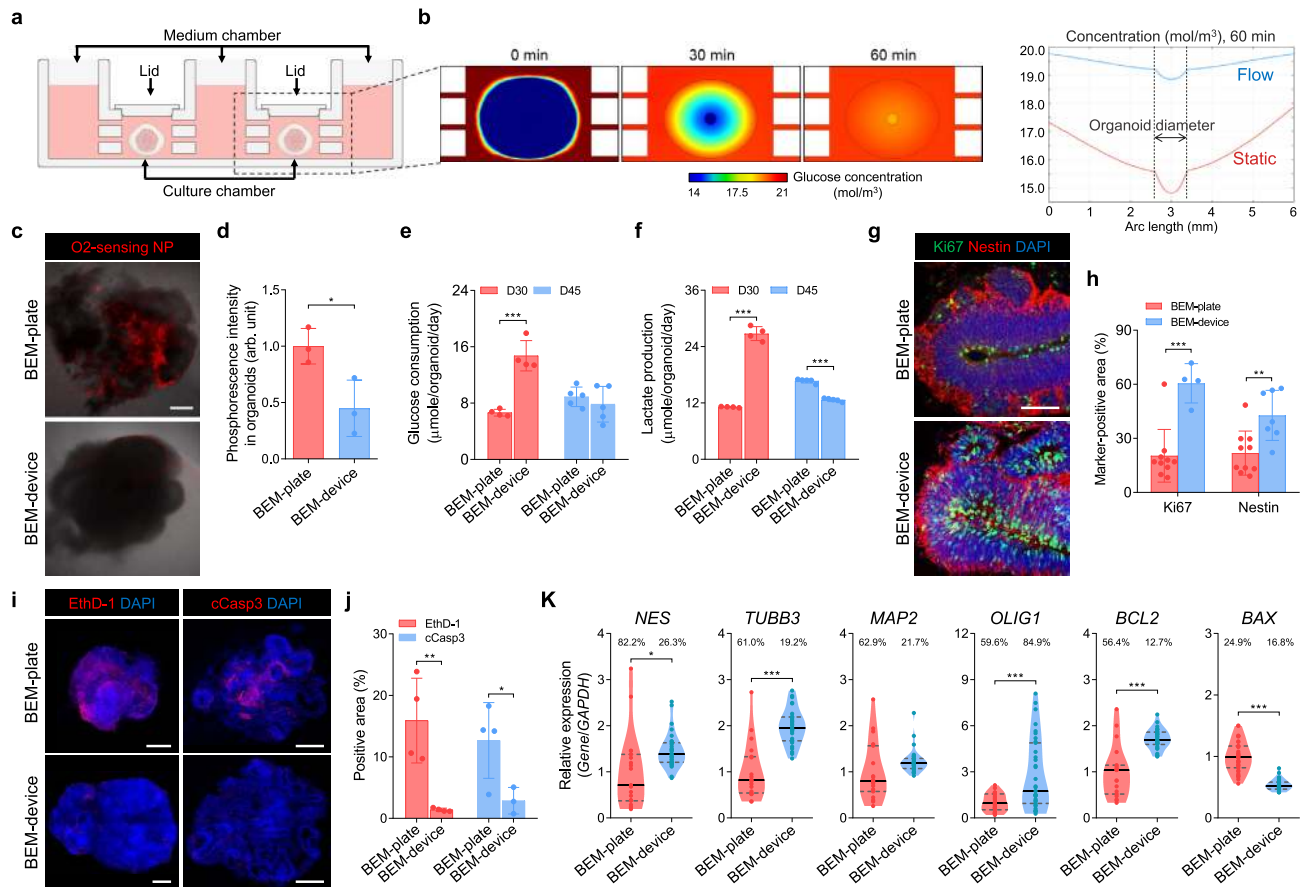 a
Medium chamber
Lid
Lid
Culture chamber
b
0 min
30 min
60 min
Glucose concentration
(mol/m³)
14
17.5
21
Concentration (mol/m³), 60 min
20.0
19.0
18.0
17.0
16.0
15.0
Flow
Organoid diameter
Static
0
1
2
3
4
5
6
Arc length (mm)
c
O2-sensing NP
BEM-plate
BEM-device
d
Phosphorescence intensity
in organoids (arb. unit)
1.5
1.0
0.5
0.0
*
BEM-plate
BEM-device
e
D30
D45
Glucose consumption
(μmole/organoid/day)
24
18
12
6
0
***
BEM-plate
BEM-device
BEM-plate
BEM-device
f
D30
D45
Lactate production
(μmole/organoid/day)
36
27
18
9
0
***
***
BEM-plate
BEM-device
BEM-plate
BEM-device
g
Ki67 Nestin DAPI
BEM-plate
BEM-device
h
BEM-plate
BEM-device
Marker-positive area (%)
90
60
30
0
***
**
Ki67
Nestin
i
EthD-1 DAPI
cCasp3 DAPI
BEM-plate
BEM-device
j
EthD-1
cCasp3
Positive area (%)
30
20
10
0
**
*
BEM-plate
BEM-device
BEM-plate
BEM-device
K
Relative expression
(Gene/GAPDH)
NES
82.2% 26.3%
*
4
3
2
1
0
BEM-plate
BEM-device
TUBB3
61.0% 19.2%
***
4
3
2
1
0
BEM-plate
BEM-device
MAP2
62.9% 21.7%
4
3
2
1
0
BEM-plate
BEM-device
OLIG1
59.6% 84.9%
***
12
9
6
3
0
BEM-plate
BEM-device
BCL2
56.4% 12.7%
***
4
3
2
1
0
BEM-plate
BEM-device
BAX
24.9% 16.8%
***
3
2
1
0
BEM-plate
BEM-device